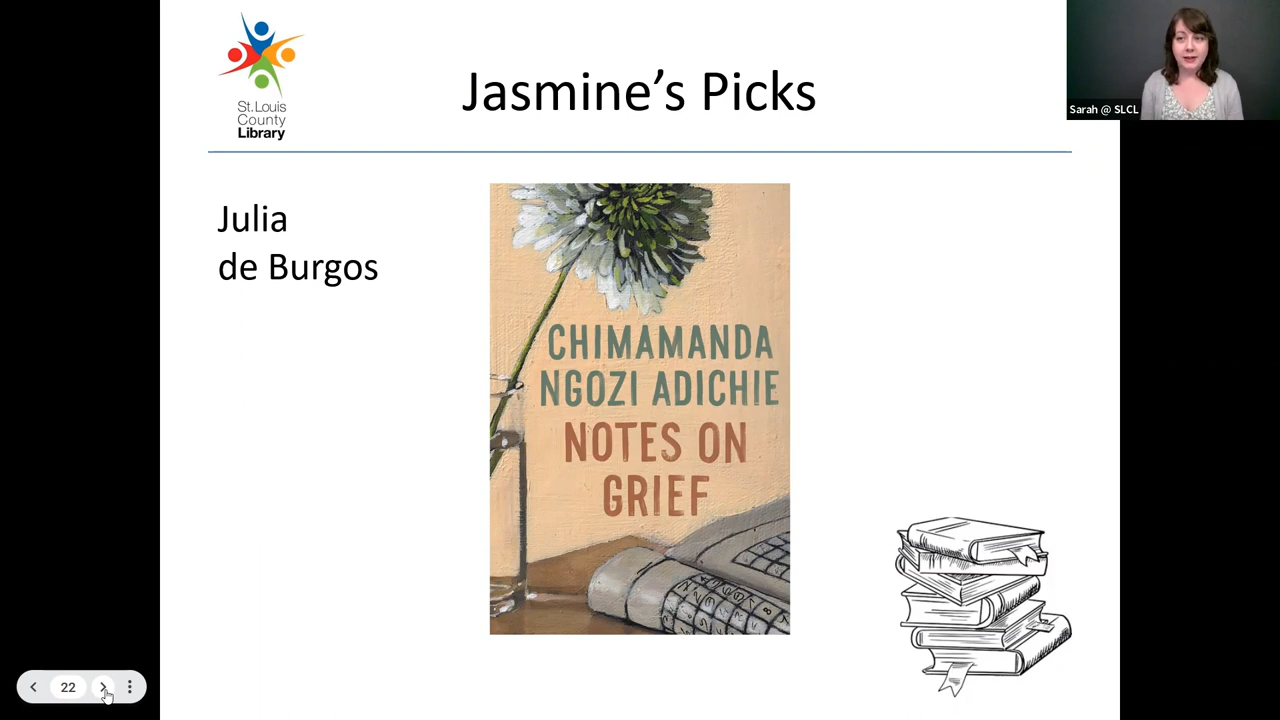 St.Louis
County
Library
Jasmine's Picks
Sarah @ SLCL
Julia
de Burgos
CHIMAMANDA
NGOZI ADICHIE
NOTES ON
GRIEF
22